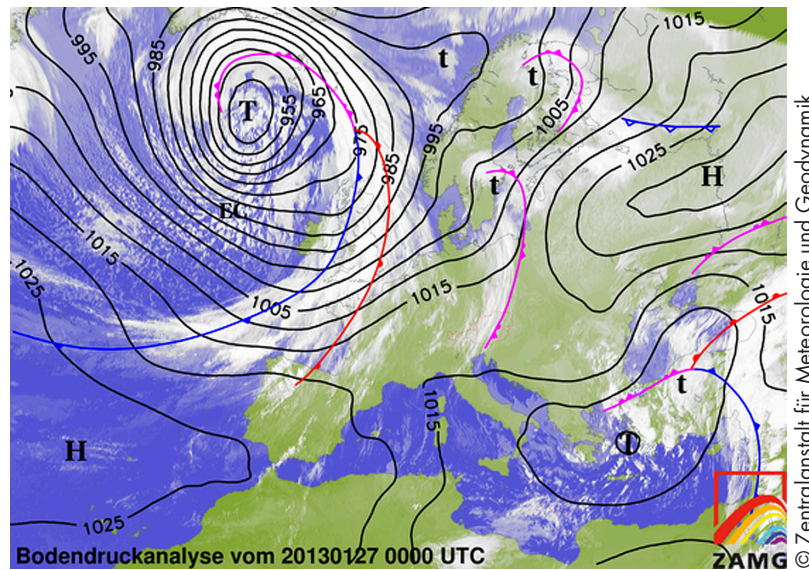 1015
995
985
t
t
T
955
965
1005
975
995
985
1025
H
t
EC
1015
1025
1015
1005
1015
t
1015
H
T
1025
Bodendruckanalyse vom 20130127 0000 UTC
ZAMG
© Zentralanstalt für Meteorologie und Geodynamik